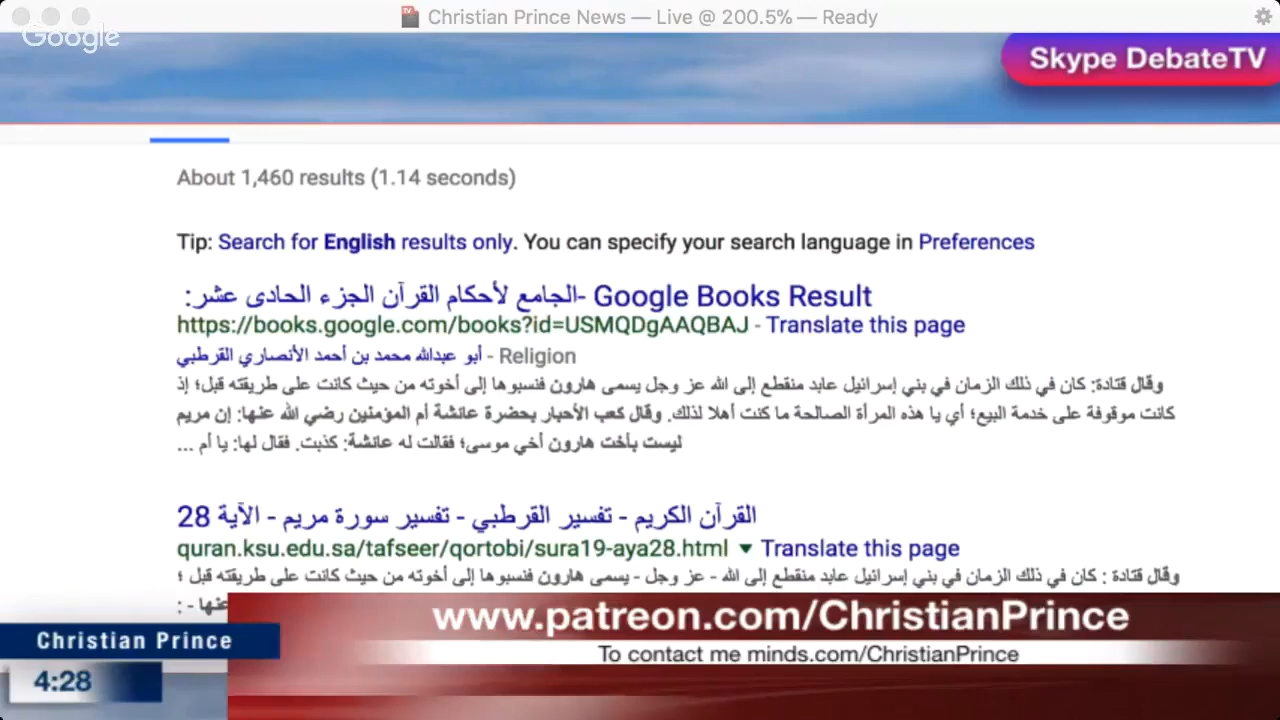 Christian Prince News — Live @ 200.5% — Ready
Google
Skype DebateTV
About 1,460 results (1.14 seconds)
Tip: Search for English results only. You can specify your search language in Preferences
الجامع لأحكام القرآن الجزء الحادى عشر: - Google Books Result
https://books.google.com/books?id=USMQDgAAQBAJ - Translate this page
أبو عبدالله محمد بن أحمد الأنصاري القرطبي - Religion
وقال قتادة: كان في ذلك الزمان في بني إسرائيل عابد منقطع إلى الله عز وجل يسمى هارون فنسبوها إلى أخوته من حيث كانت على طريقته قبل؛ إذ
كانت موقوفة على خدمة البيع؛ أي يا هذه المرأة الصالحة ما كنت أهلا لذلك. وقال كعب الأحبار بحضرة عائشة أم المؤمنين رضي الله عنها: إن مريم
ليست بأخت هارون أخي موسى؛ فقالت له عائشة: كذبت. فقال لها: يا أم ...
القرآن الكريم - تفسير القرطبي - تفسير سورة مريم - الآية 28
quran.ksu.edu.sa/tafseer/qortobi/sura19-aya28.html ▼ Translate this page
وقال قتادة : كان في ذلك الزمان في بني إسرائيل عابد منقطع إلى الله - عز وجل - يسمى هارون فنسبوها إلى أخوته من حيث كانت على طريقته قبل ؛
عنها - :
www.patreon.com/ChristianPrince
To contact me minds.com/ChristianPrince
Christian Prince
4:28